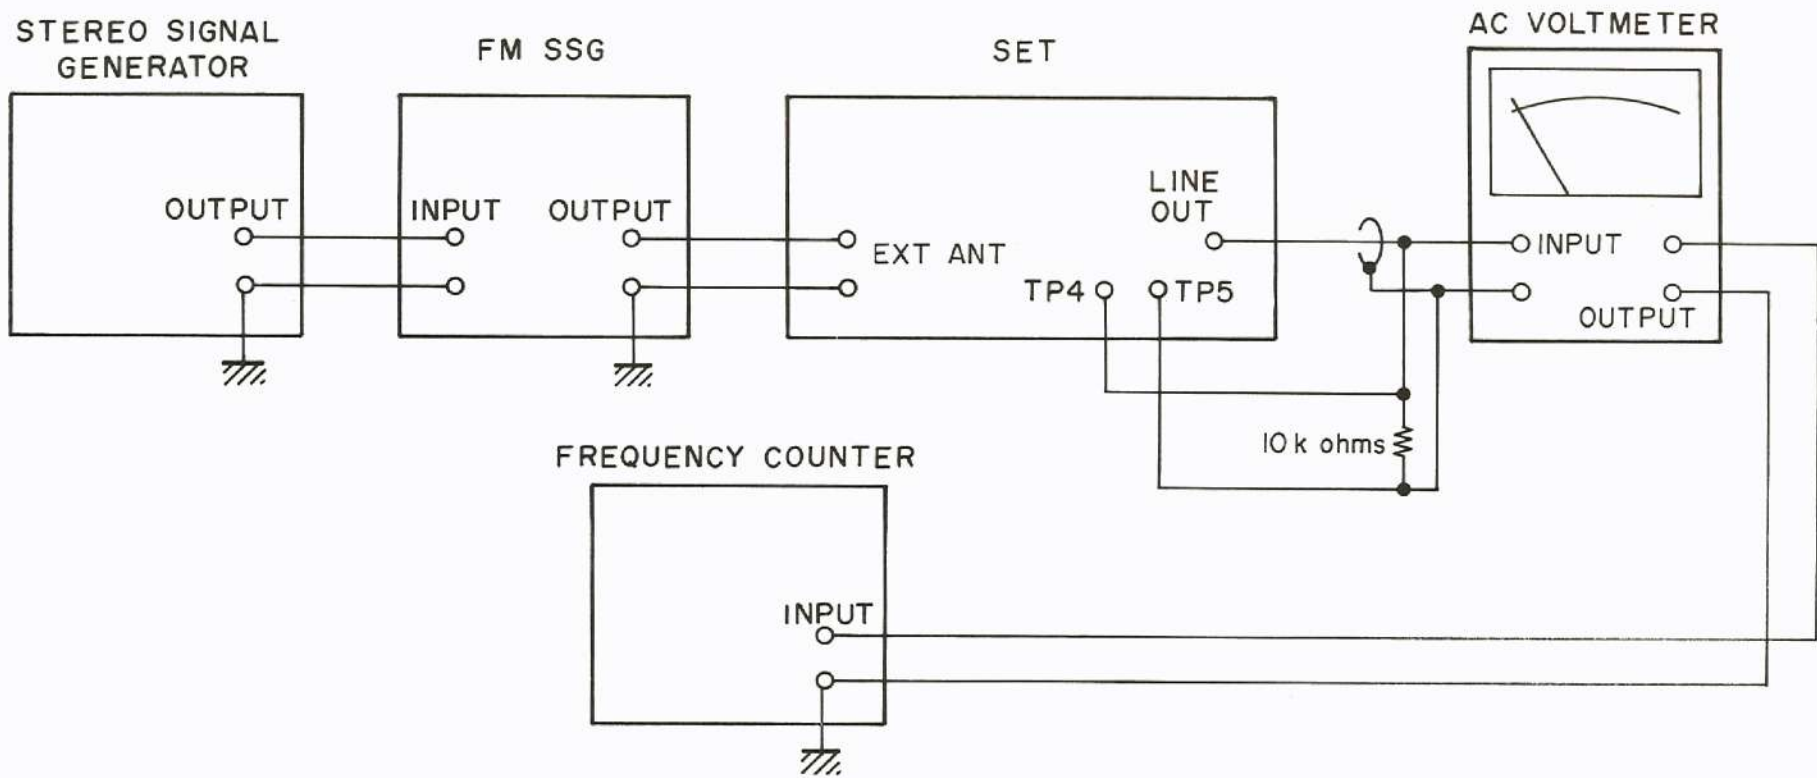 STEREO SIGNAL
GENERATOR
FM SSG
SET
AC VOLTMETER
OUTPUT
INPUT
OUTPUT
EXT ANT
LINE
OUT
TP4
TP5
INPUT
OUTPUT
10k ohms
FREQUENCY COUNTER
INPUT